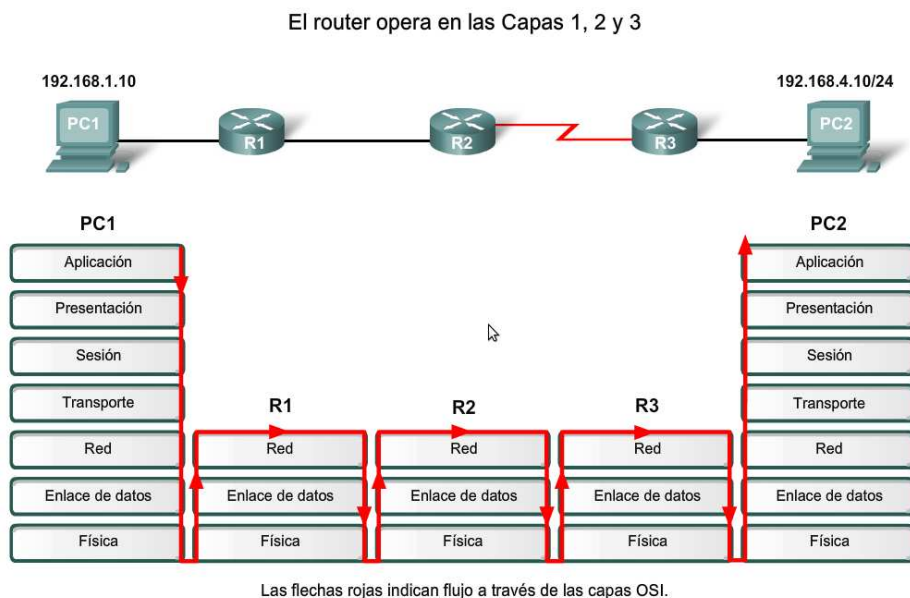 El router opera en las Capas 1, 2 y 3
192.168.1.10
192.168.4.10/24
PC1
R1
R2
R3
PC2
PC1
PC2
Aplicación
Aplicación
Presentación
Presentación
Sesión
Sesión
Transporte
R1
R2
R3
Transporte
Red
Red
Red
Red
Red
Enlace de datos
Enlace de datos
Enlace de datos
Enlace de datos
Enlace de datos
Física
Física
Física
Física
Física
Las flechas rojas indican flujo a través de las capas OSI.